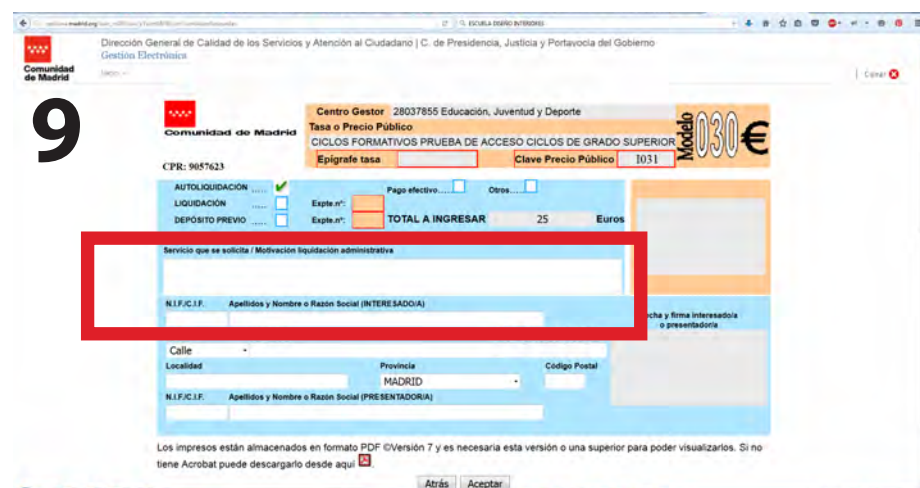 ESCUELA DISEÑO INTERIORES
Dirección General de Calidad de los Servicios y Atención al Ciudadano | C. de Presidencia, Justicia y Portavocía del Gobierno
Gestión Electrónica
Comunidad
de Madrid
Inicio
Cerrar
9
Comunidad de Madrid
CPR: 9057623
Centro Gestor 28037855 Educación, Juventud y Deporte
Tasa o Precio Público
CICLOS FORMATIVOS PRUEBA DE ACCESO CICLOS DE GRADO SUPERIOR
Epígrafe tasa Clave Precio Público 1031
Modelo 030 €
AUTOLIQUIDACIÓN ..... Pago efectivo..... Otros.....
LIQUIDACIÓN ..... Expte.nº:
DEPÓSITO PREVIO ..... Expte.nº: TOTAL A INGRESAR 25 Euros
Servicio que se solicita / Motivación liquidación administrativa
N.I.F./C.I.F. Apellidos y Nombre o Razón Social (INTERESADO/A)
cha y firma interesado/a
o presentador/a
Calle
Localidad Provincia Código Postal
MADRID
N.I.F./C.I.F. Apellidos y Nombre o Razón Social (PRESENTADOR/A)
Los impresos están almacenados en formato PDF ©Versión 7 y es necesaria esta versión o una superior para poder visualizarlos. Si no
tiene Acrobat puede descargarlo desde aquí
Atrás Aceptar